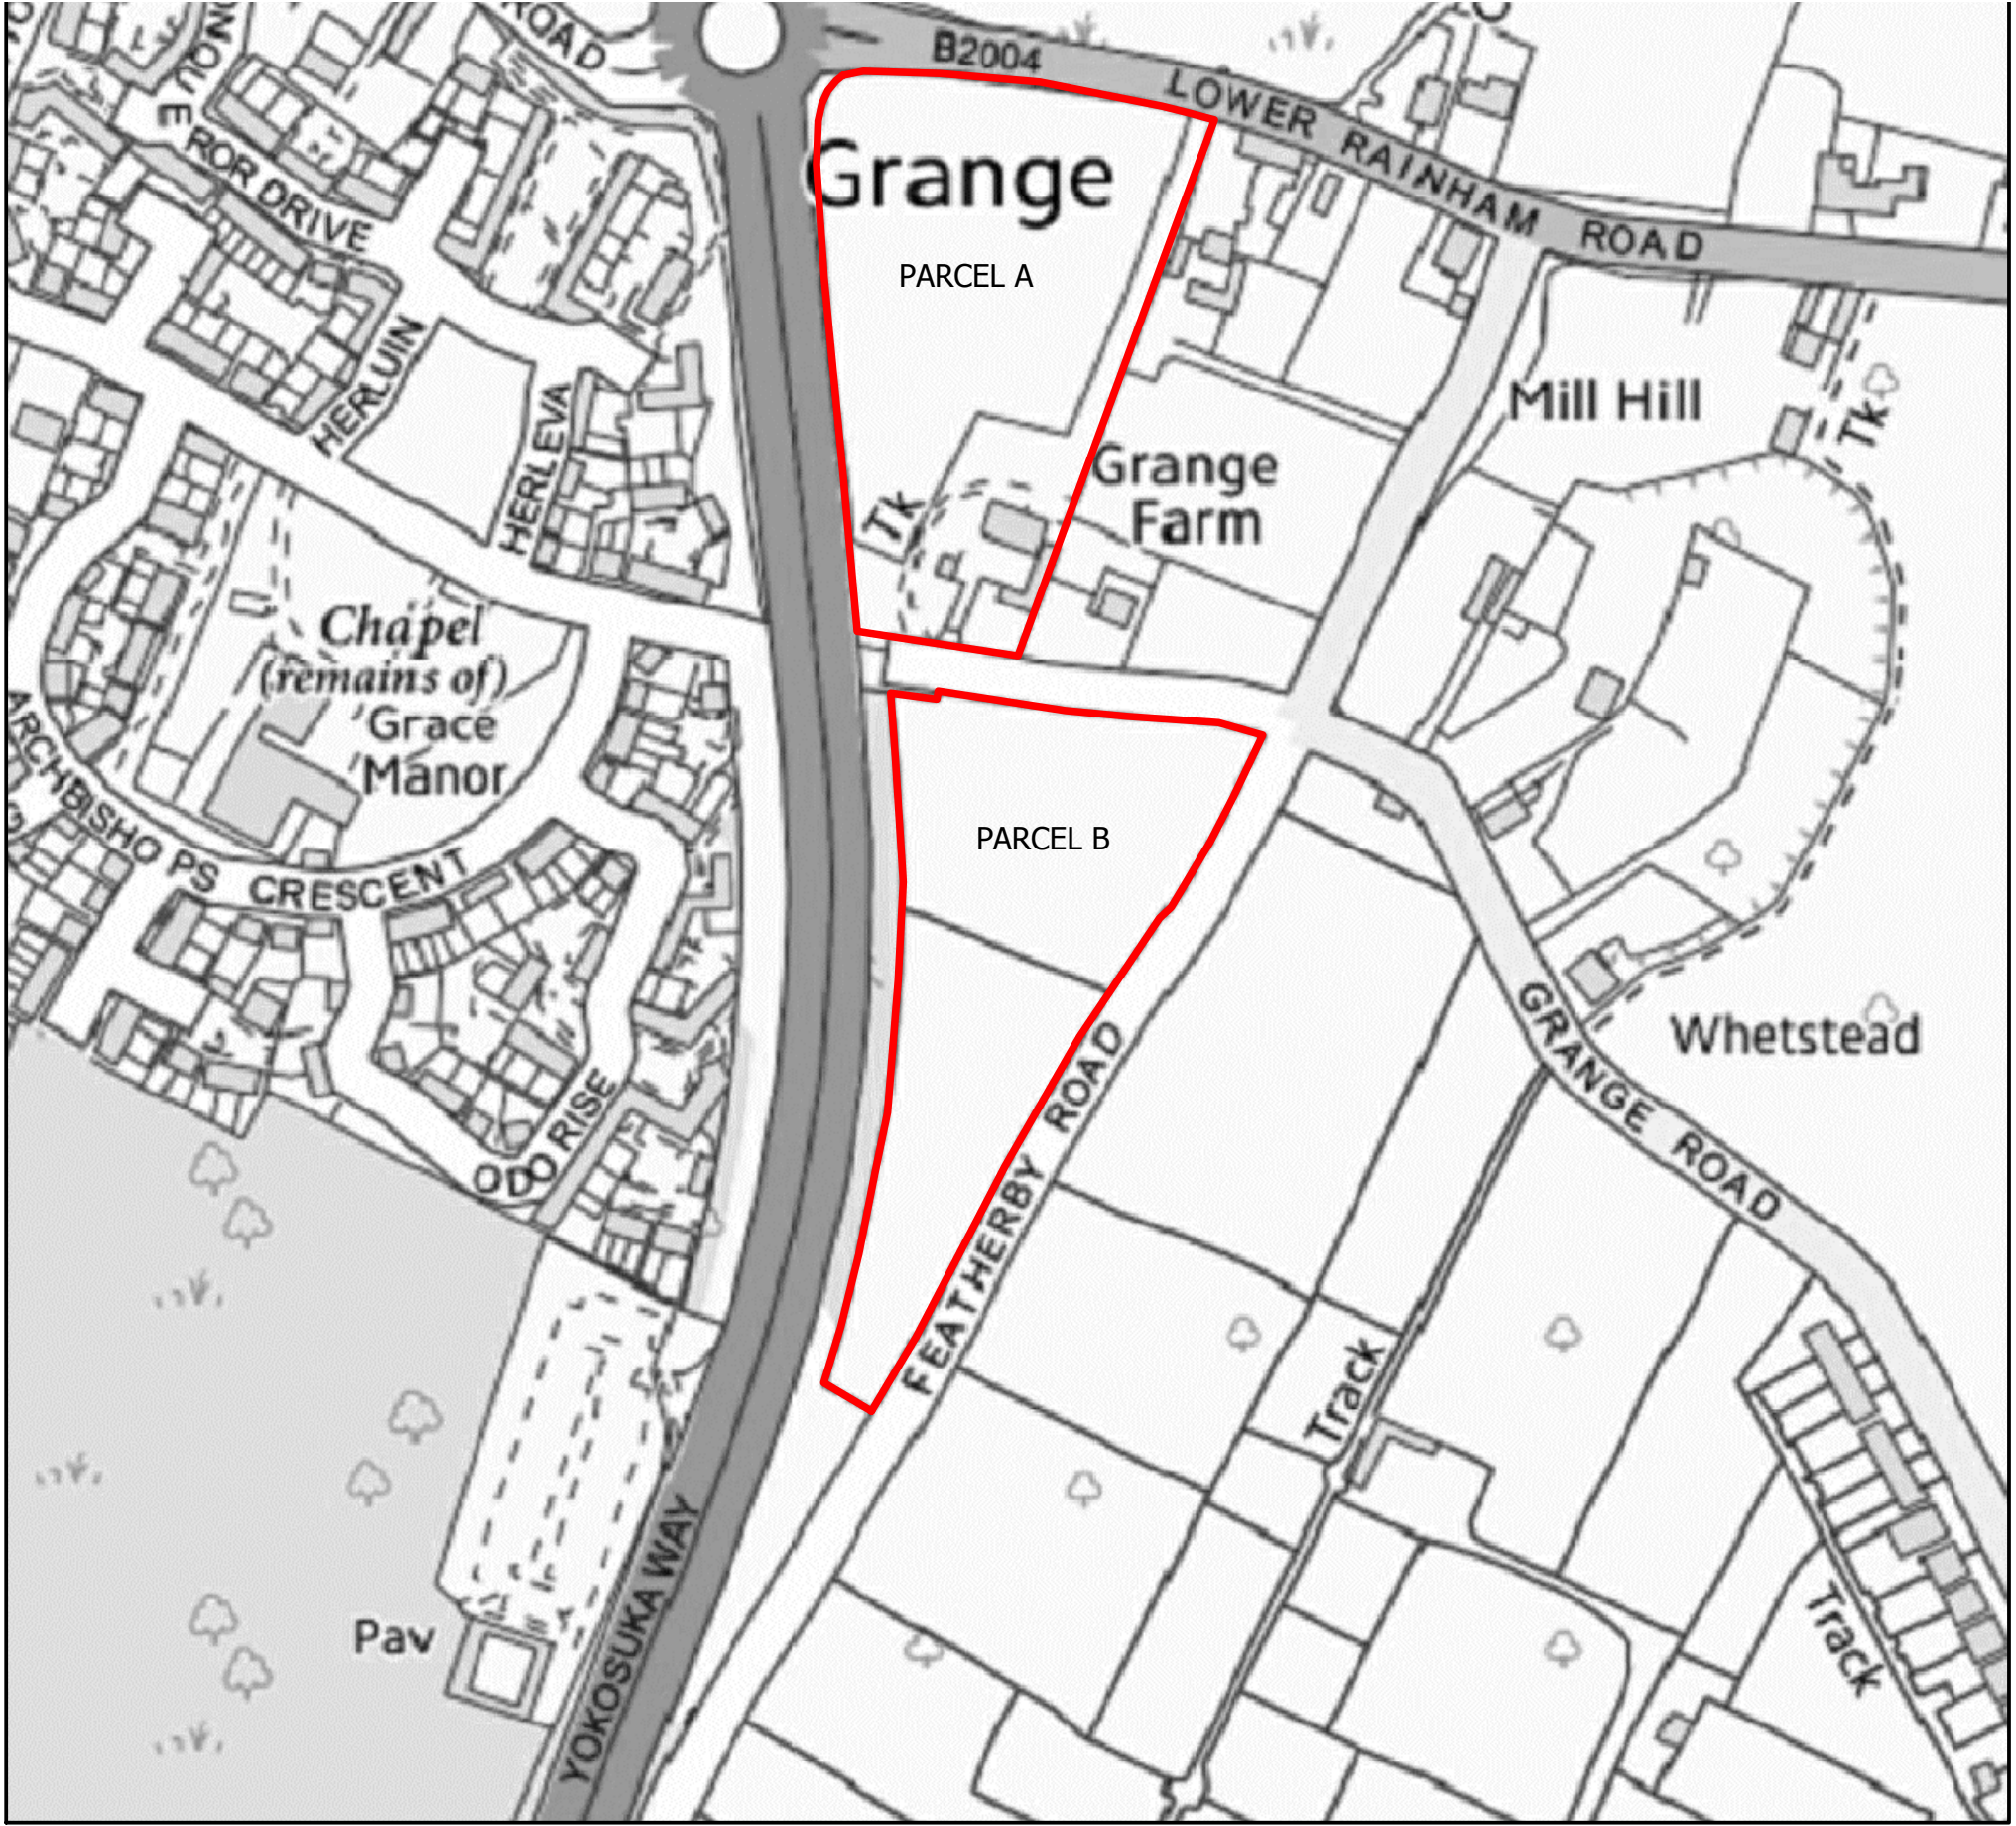 ROAD
B2004
LOWER RAINHAM ROAD
ROR DRIVE
Grange
PARCEL A
HERLUIN
HERLEVA
Mill Hill
Tk
Grange
Farm
Tk
Chapel
(remains of)
Grace
Manor
ARCHBISHOPS CRESCENT
PARCEL B
ODO RISE
FEATHERBY ROAD
GRANGE ROAD
Whetstead
Track
Pav
YOKOSUKA WAY
Track